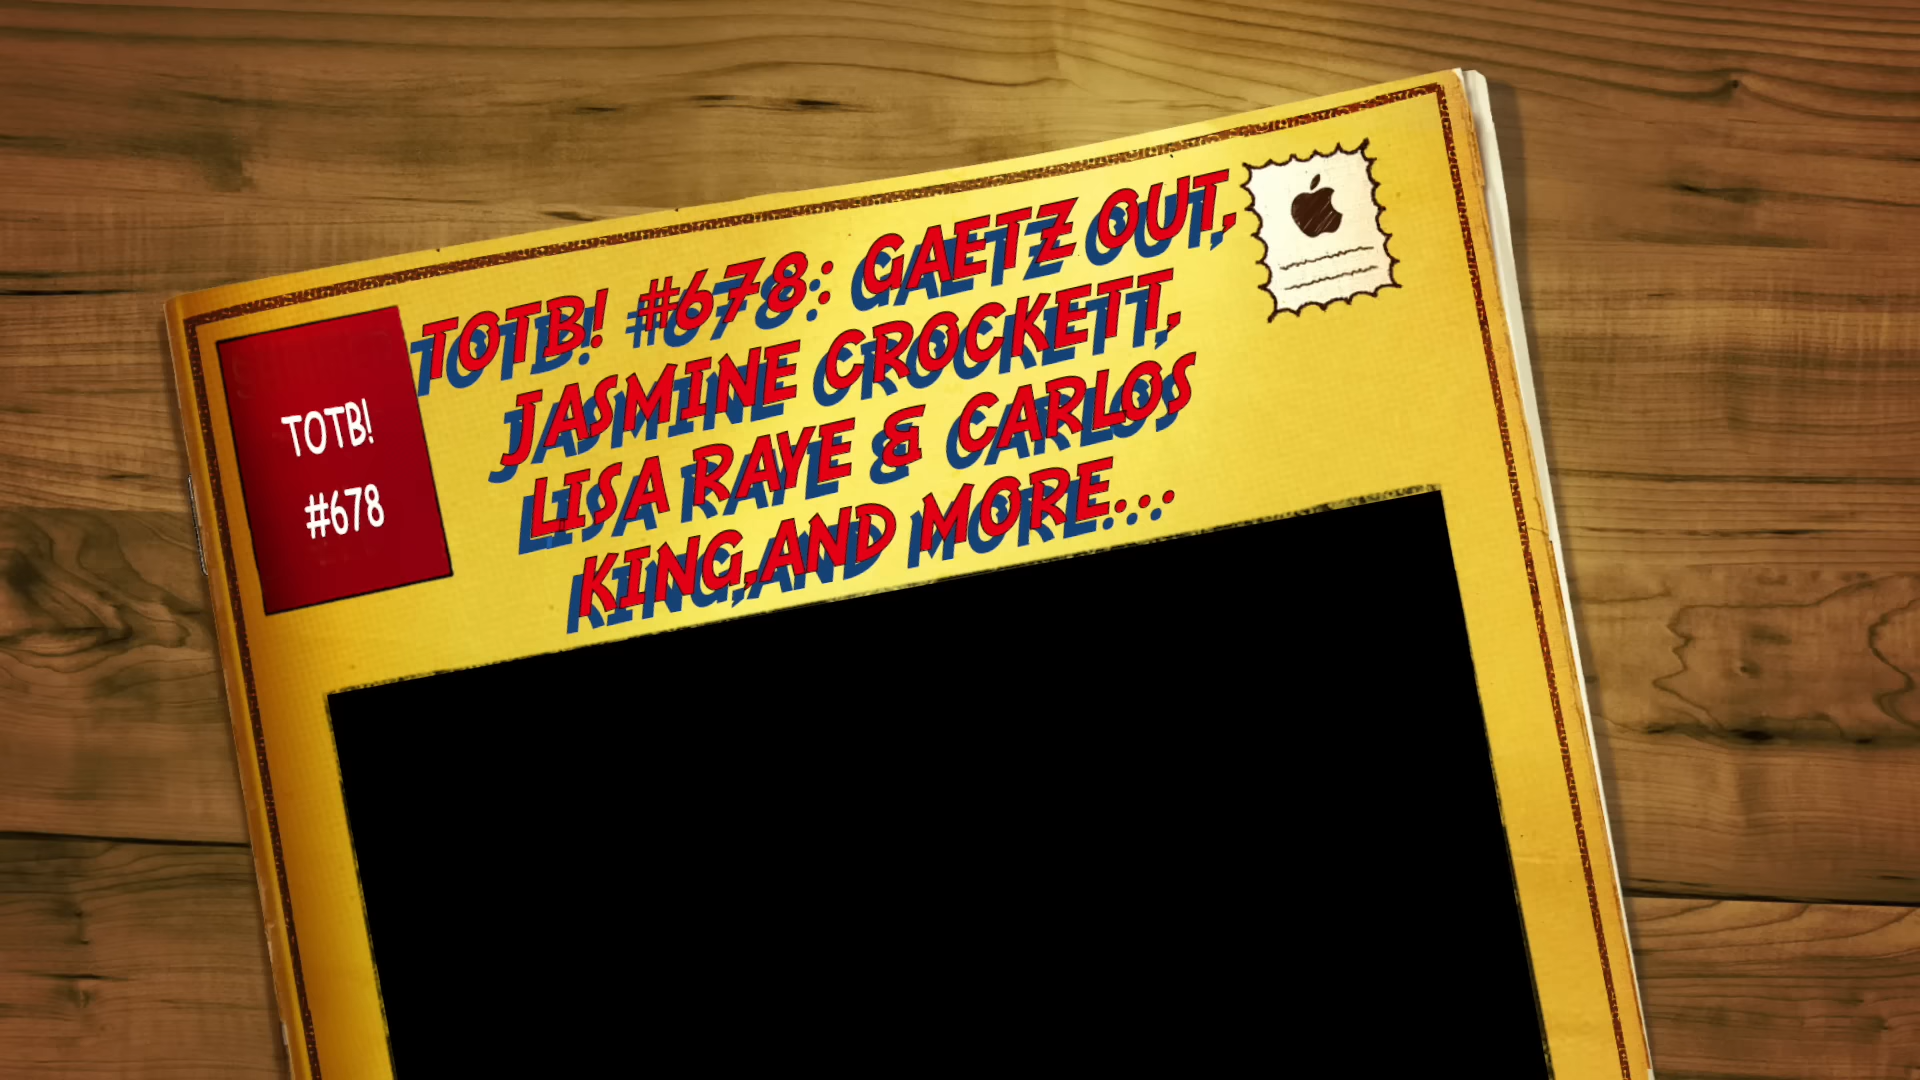 TOTB! #678: GAETZ OUT,
JASMINE CROCKETT,
LISA RAYE & CARLOS
KING,AND MORE...
TOTB!
#678